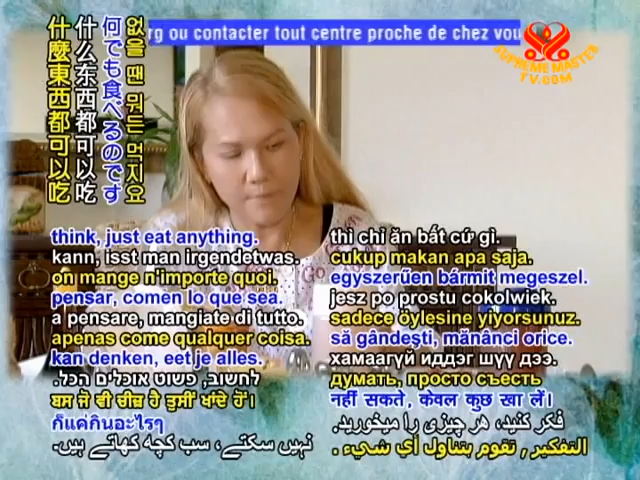 rg ou contacter tout centre proche de chez vou
SUPREME MASTER
TV.COM
없을 땐 뭐든 먹지요
何でも食べるのです
什么东西都可以吃
什麼東西都可以吃
think, just eat anything.
kann, isst man irgendetwas.
on mange n'importe quoi.
pensar, comen lo que sea.
a pensare, mangiate di tutto.
apenas come qualquer coisa.
kan denken, eet je alles.
לחשוב, פשוט אוכלים הכל.
ਬਸ ਜੋ ਵੀ ਚੀਜ਼ ਹੈ ਤੁਸੀਂ ਖਾਂਦੇ ਹੋਂ।
ก็แค่กินอะไรๆ
نہیں سکتے، سب کچھ کھاتے ہیں.
thì chỉ ăn bất cứ gì.
cukup makan apa saja.
egyszerűen bármit megeszel.
jesz po prostu cokolwiek.
sadece öylesine yiyorsunuz.
să gândeşti, mănânci orice.
хамаагүй иддэг шүү дээ.
думать, просто съесть
नहीं सकते, केवल कुछ खा लें।
فکر کنید، هر چیزی را میخورید.
التفكير , تقوم بتناول أي شيء .